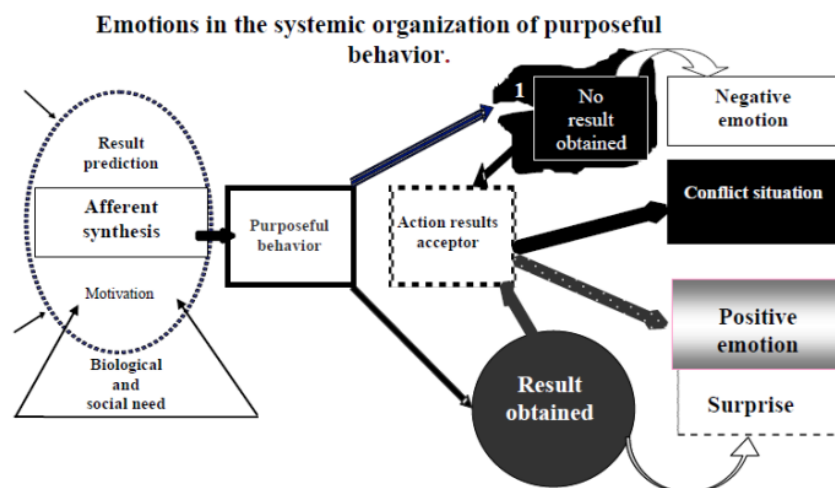 Emotions in the systemic organization of purposeful
behavior.
Result
prediction
Afferent
synthesis
Motivation
Biological
and
social need
Purposeful
behavior
1
No
result
obtained
Negative
emotion
Action results
acceptor
Conflict situation
Positive
emotion
Result
obtained
Surprise